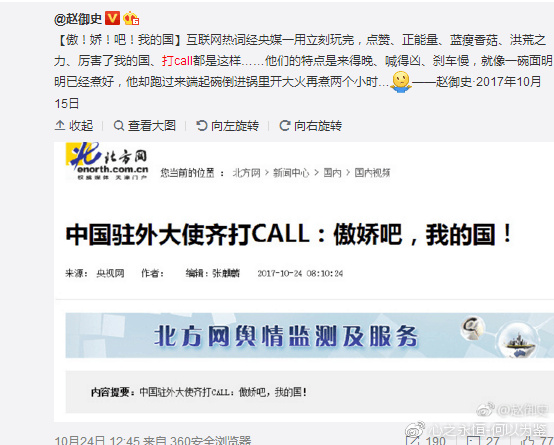 @赵御史
【傲！娇！吧！我的国】互联网热词经央媒一用立刻玩完，点赞、正能量、蓝瘦香菇、洪荒之
力、厉害了我的国、打call都是这样……他们的特点是来得晚、喊得凶、刹车慢，就像一碗面明
明已经煮好，他却跑过来端起碗倒进锅里开大火再煮两个小时...——赵御史·2017年10月
15日
收起 查看大图 向左旋转 向右旋转
北方网
enorth.com.cn
权威媒体 天津门户
您当前的位置 ： 北方网 > 新闻中心 > 国内 > 国内视频
中国驻外大使齐打CALL：傲娇吧，我的国！
来源： 央视网 作者： 编辑：张麒麟 2017-10-24 08:10:24
北方网舆情监测及服务
内容提要：中国驻外大使齐打CALL：傲娇吧，我的国！
@赵御史
10月24日 12:45 来自 360安全浏览器
190 27 77